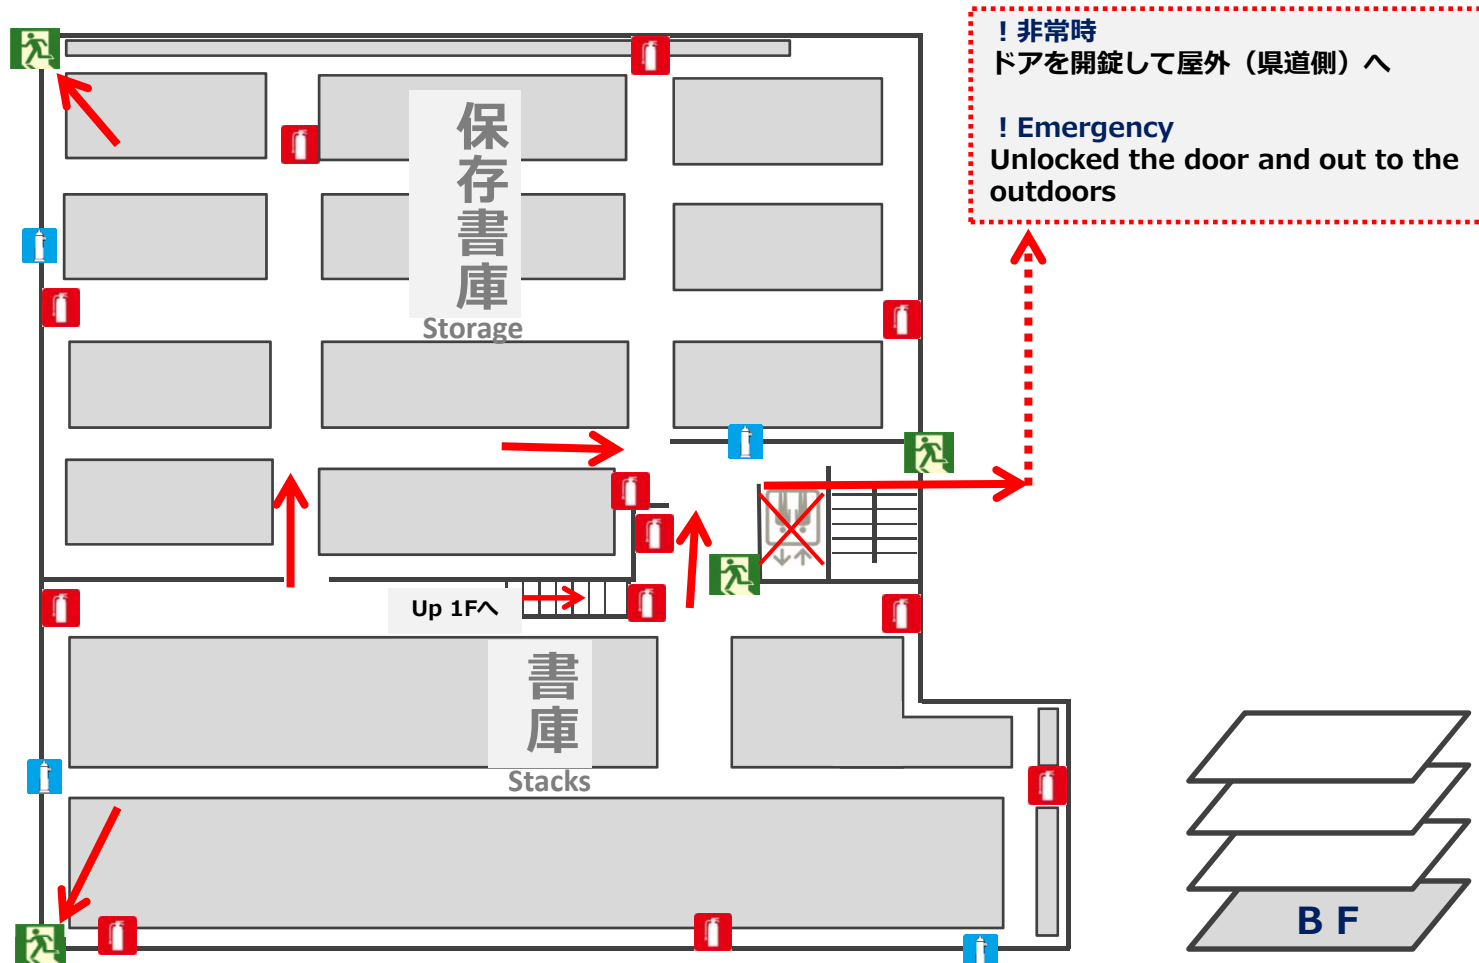 ！非常時
ドアを開錠して屋外（県道側）へ
！Emergency
Unlocked the door and out to the
outdoors
保存書庫
Storage
Up 1Fへ
書庫
Stacks
B F